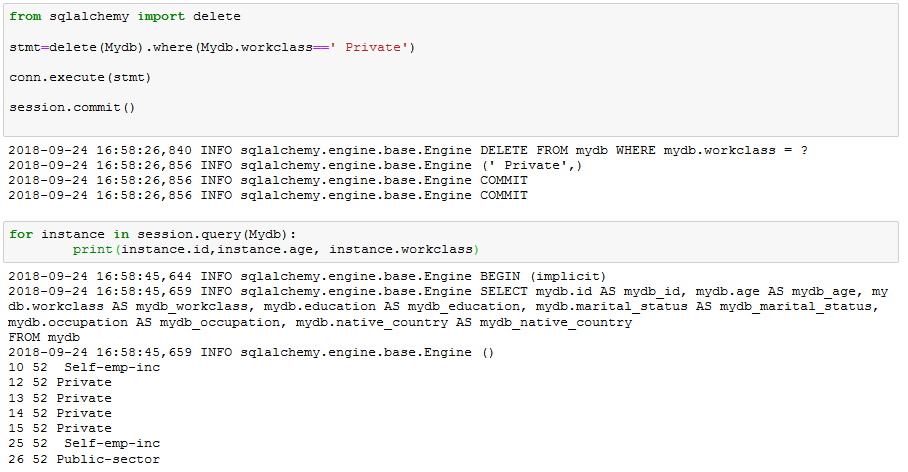 from sqlalchemy import delete
stmt=delete(Mydb).where(Mydb.workclass==' Private')
conn.execute(stmt)
session.commit()
2018-09-24 16:58:26,840 INFO sqlalchemy.engine.base.Engine DELETE FROM mydb WHERE mydb.workclass = ?
2018-09-24 16:58:26,856 INFO sqlalchemy.engine.base.Engine (' Private',)
2018-09-24 16:58:26,856 INFO sqlalchemy.engine.base.Engine COMMIT
2018-09-24 16:58:26,856 INFO sqlalchemy.engine.base.Engine COMMIT
for instance in session.query(Mydb):
        print(instance.id,instance.age, instance.workclass)
2018-09-24 16:58:45,644 INFO sqlalchemy.engine.base.Engine BEGIN (implicit)
2018-09-24 16:58:45,659 INFO sqlalchemy.engine.base.Engine SELECT mydb.id AS mydb_id, mydb.age AS mydb_age, my
db.workclass AS mydb_workclass, mydb.education AS mydb_education, mydb.marital_status AS mydb_marital_status,
mydb.occupation AS mydb_occupation, mydb.native_country AS mydb_native_country
FROM mydb
2018-09-24 16:58:45,659 INFO sqlalchemy.engine.base.Engine ()
10 52  Self-emp-inc
12 52 Private
13 52 Private
14 52 Private
15 52 Private
25 52  Self-emp-inc
26 52 Public-sector